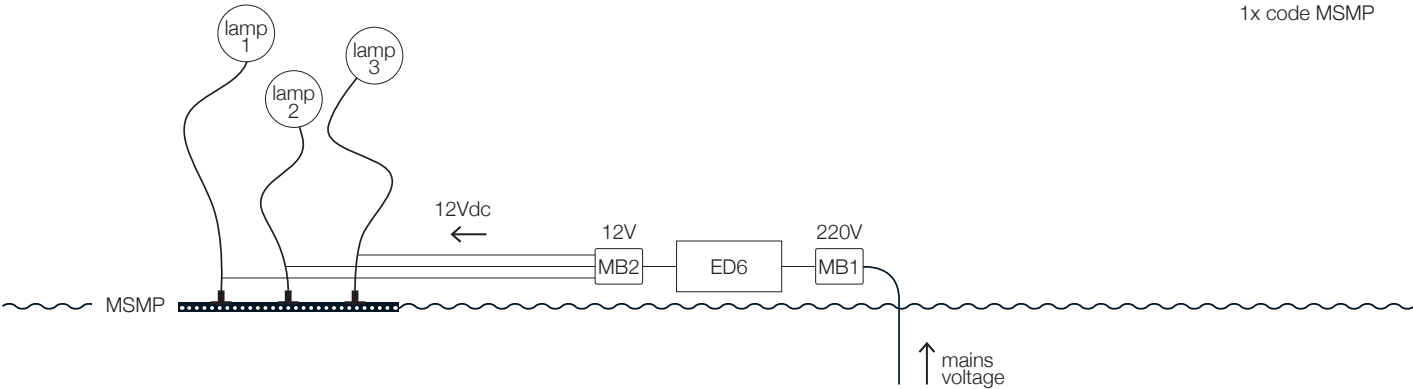 1x code MSMP
lamp
1
lamp
2
lamp
3
12Vdc
12V
220V
MB2
ED6
MB1
MSMP
mains
voltage